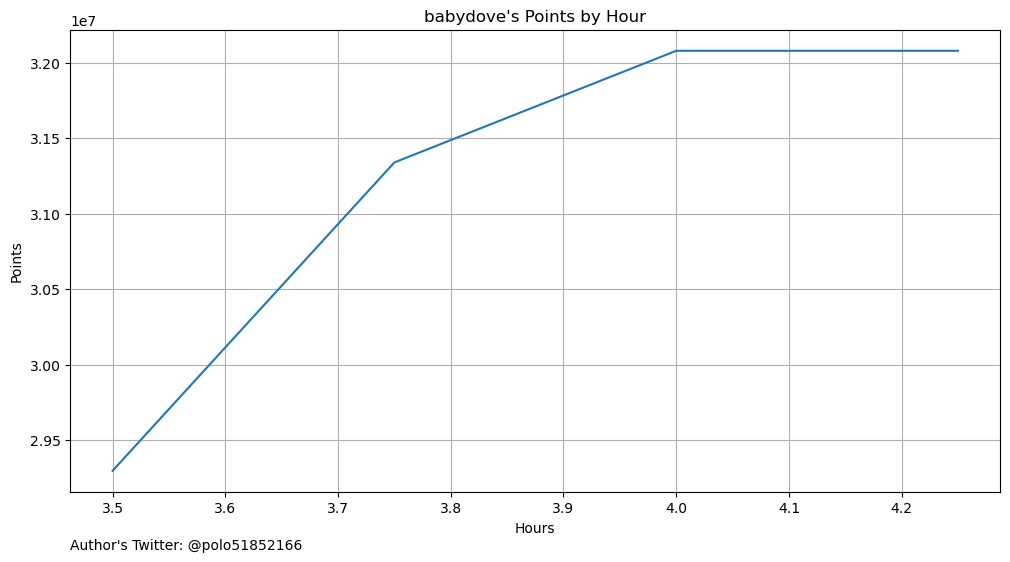 babydove's Points by Hour
1e7
3.20
3.15
3.10
3.05
3.00
2.95
Points
3.5 3.6 3.7 3.8 3.9 4.0 4.1 4.2
Hours
Author's Twitter: @polo51852166